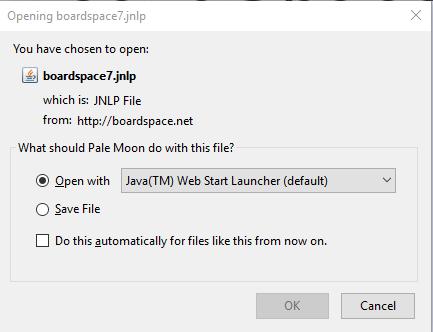 Opening boardspace7.jnlp
You have chosen to open:
boardspace7.jnlp
which is: JNLP File
from: http://boardspace.net
What should Pale Moon do with this file?
Open with Java(TM) Web Start Launcher (default)
Save File
Do this automatically for files like this from now on.
OK Cancel